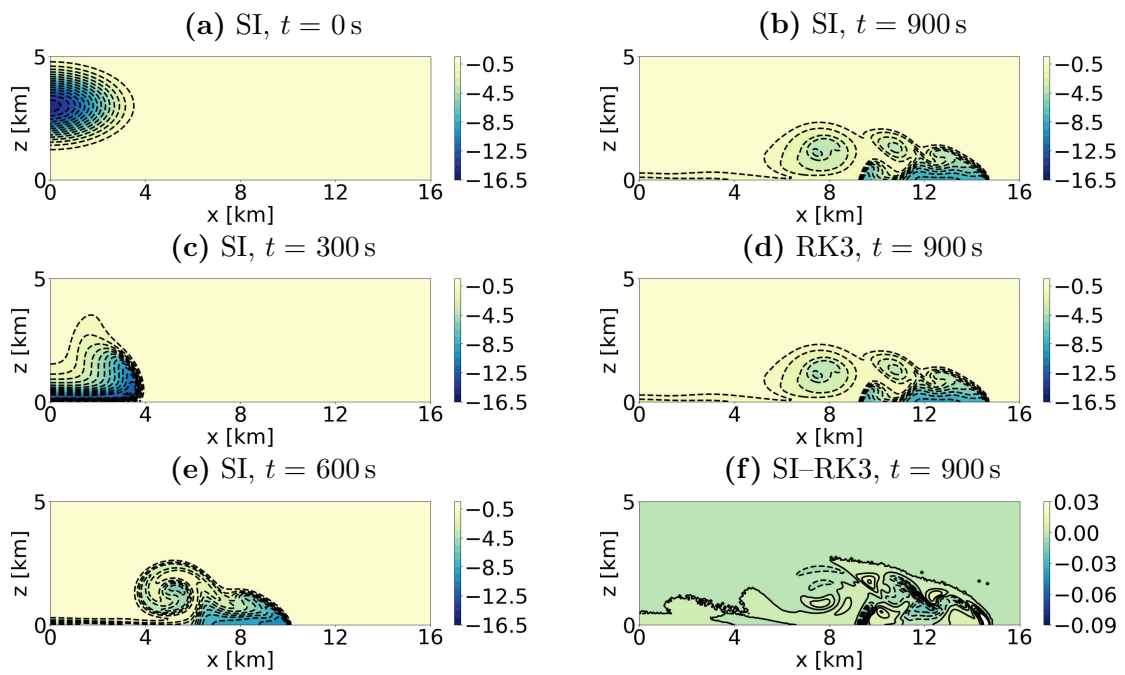 (a) SI, t = 0 s
5
z [km]
0
0 4 8 12 16
x [km]
−0.5
−4.5
−8.5
−12.5
−16.5
(b) SI, t = 900 s
5
z [km]
0
0 4 8 12 16
x [km]
−0.5
−4.5
−8.5
−12.5
−16.5
(c) SI, t = 300 s
5
z [km]
0
0 4 8 12 16
x [km]
−0.5
−4.5
−8.5
−12.5
−16.5
(d) RK3, t = 900 s
5
z [km]
0
0 4 8 12 16
x [km]
−0.5
−4.5
−8.5
−12.5
−16.5
(e) SI, t = 600 s
5
z [km]
0
0 4 8 12 16
x [km]
−0.5
−4.5
−8.5
−12.5
−16.5
(f) SI–RK3, t = 900 s
5
z [km]
0
0 4 8 12 16
x [km]
0.03
0.00
−0.03
−0.03
−0.06
−0.09